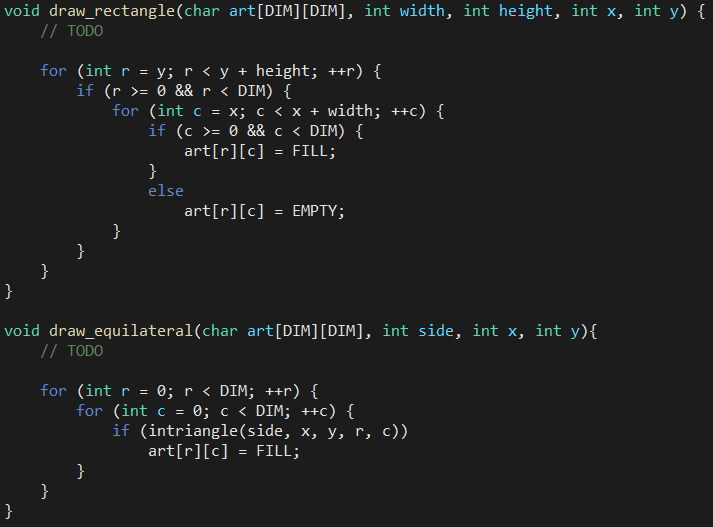 void draw_rectangle(char art[DIM][DIM], int width, int height, int x, int y) {
    // TODO

    for (int r = y; r < y + height; ++r) {
        if (r >= 0 && r < DIM) {
            for (int c = x; c < x + width; ++c) {
                if (c >= 0 && c < DIM) {
                    art[r][c] = FILL;
                }
                else
                    art[r][c] = EMPTY;
            }
        }
    }
}

void draw_equilateral(char art[DIM][DIM], int side, int x, int y){
    // TODO

    for (int r = 0; r < DIM; ++r) {
        for (int c = 0; c < DIM; ++c) {
            if (intriangle(side, x, y, r, c))
                art[r][c] = FILL;
        }
    }
}